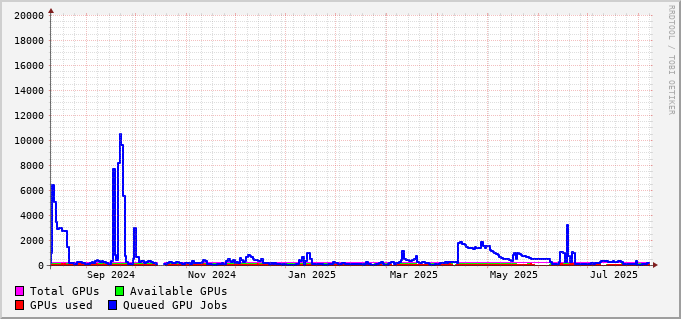 RRDTOOL / TOBI OETIKER
20000
18000
16000
14000
12000
10000
8000
6000
4000
2000
0
Sep 2024 Nov 2024 Jan 2025 Mar 2025 May 2025 Jul 2025
Total GPUs Available GPUs
GPUs used Queued GPU Jobs